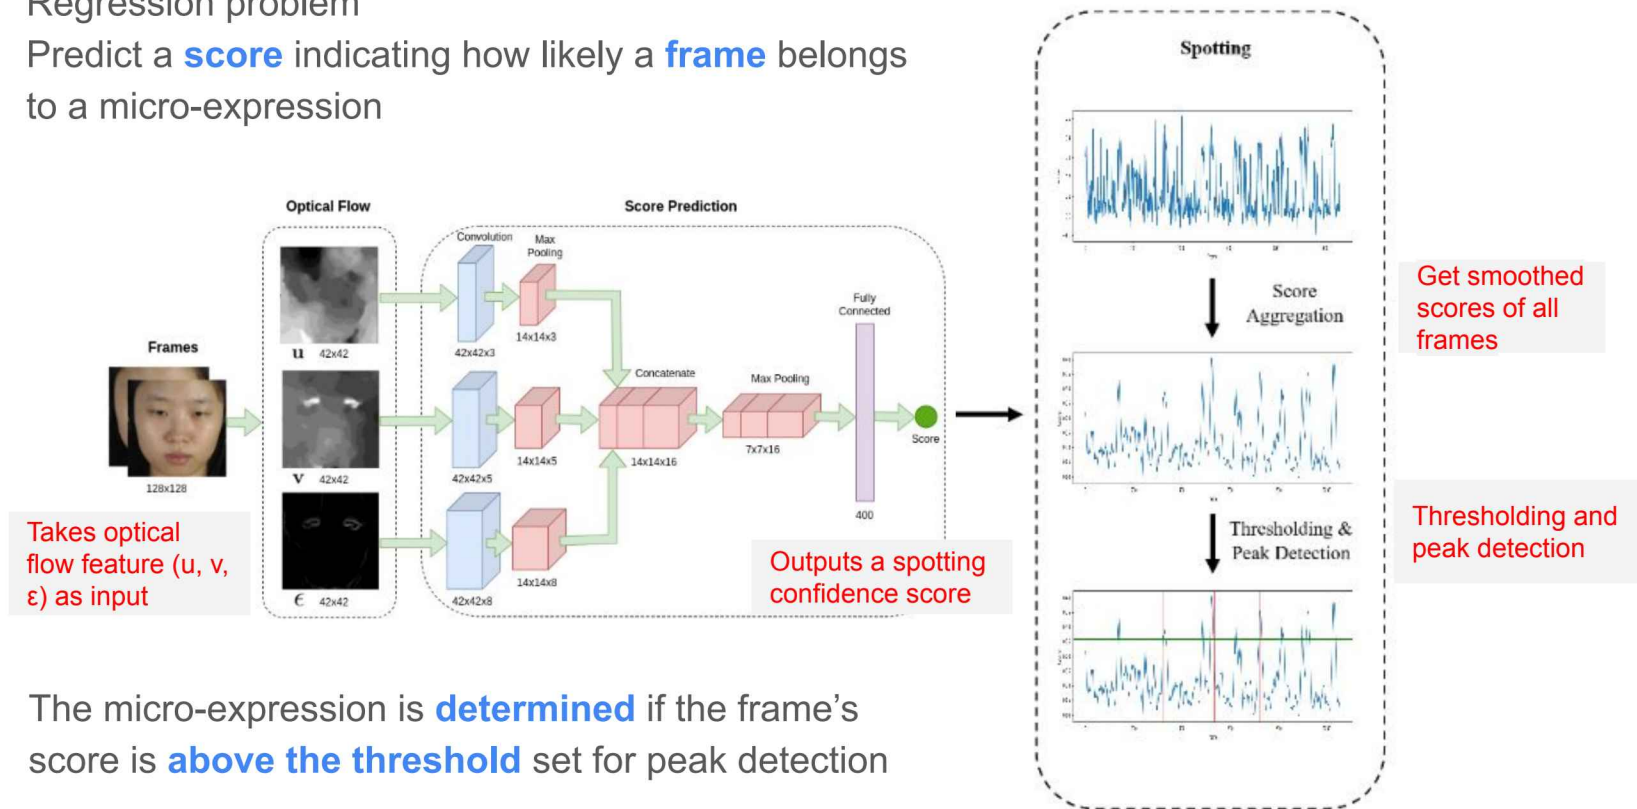 Regression problem
Predict a score indicating how likely a frame belongs
to a micro-expression
Spotting
Optical Flow
Score Prediction
Convolution
Max
Pooling
u 42x42
42x42x3
14x14x3
Frames
128x128
v 42x42
42x42x5
14x14x5
Concatenate
14x14x16
Max Pooling
7x7x16
Fully
Connected
400
Score
ϵ 42x42
42x42x8
14x14x8
Takes optical
flow feature (u, v,
ε) as input
Outputs a spotting
confidence score
Score
Aggregation
Get smoothed
scores of all
frames
Thresholding &
Peak Detection
Thresholding and
peak detection
The micro-expression is determined if the frame’s
score is above the threshold set for peak detection